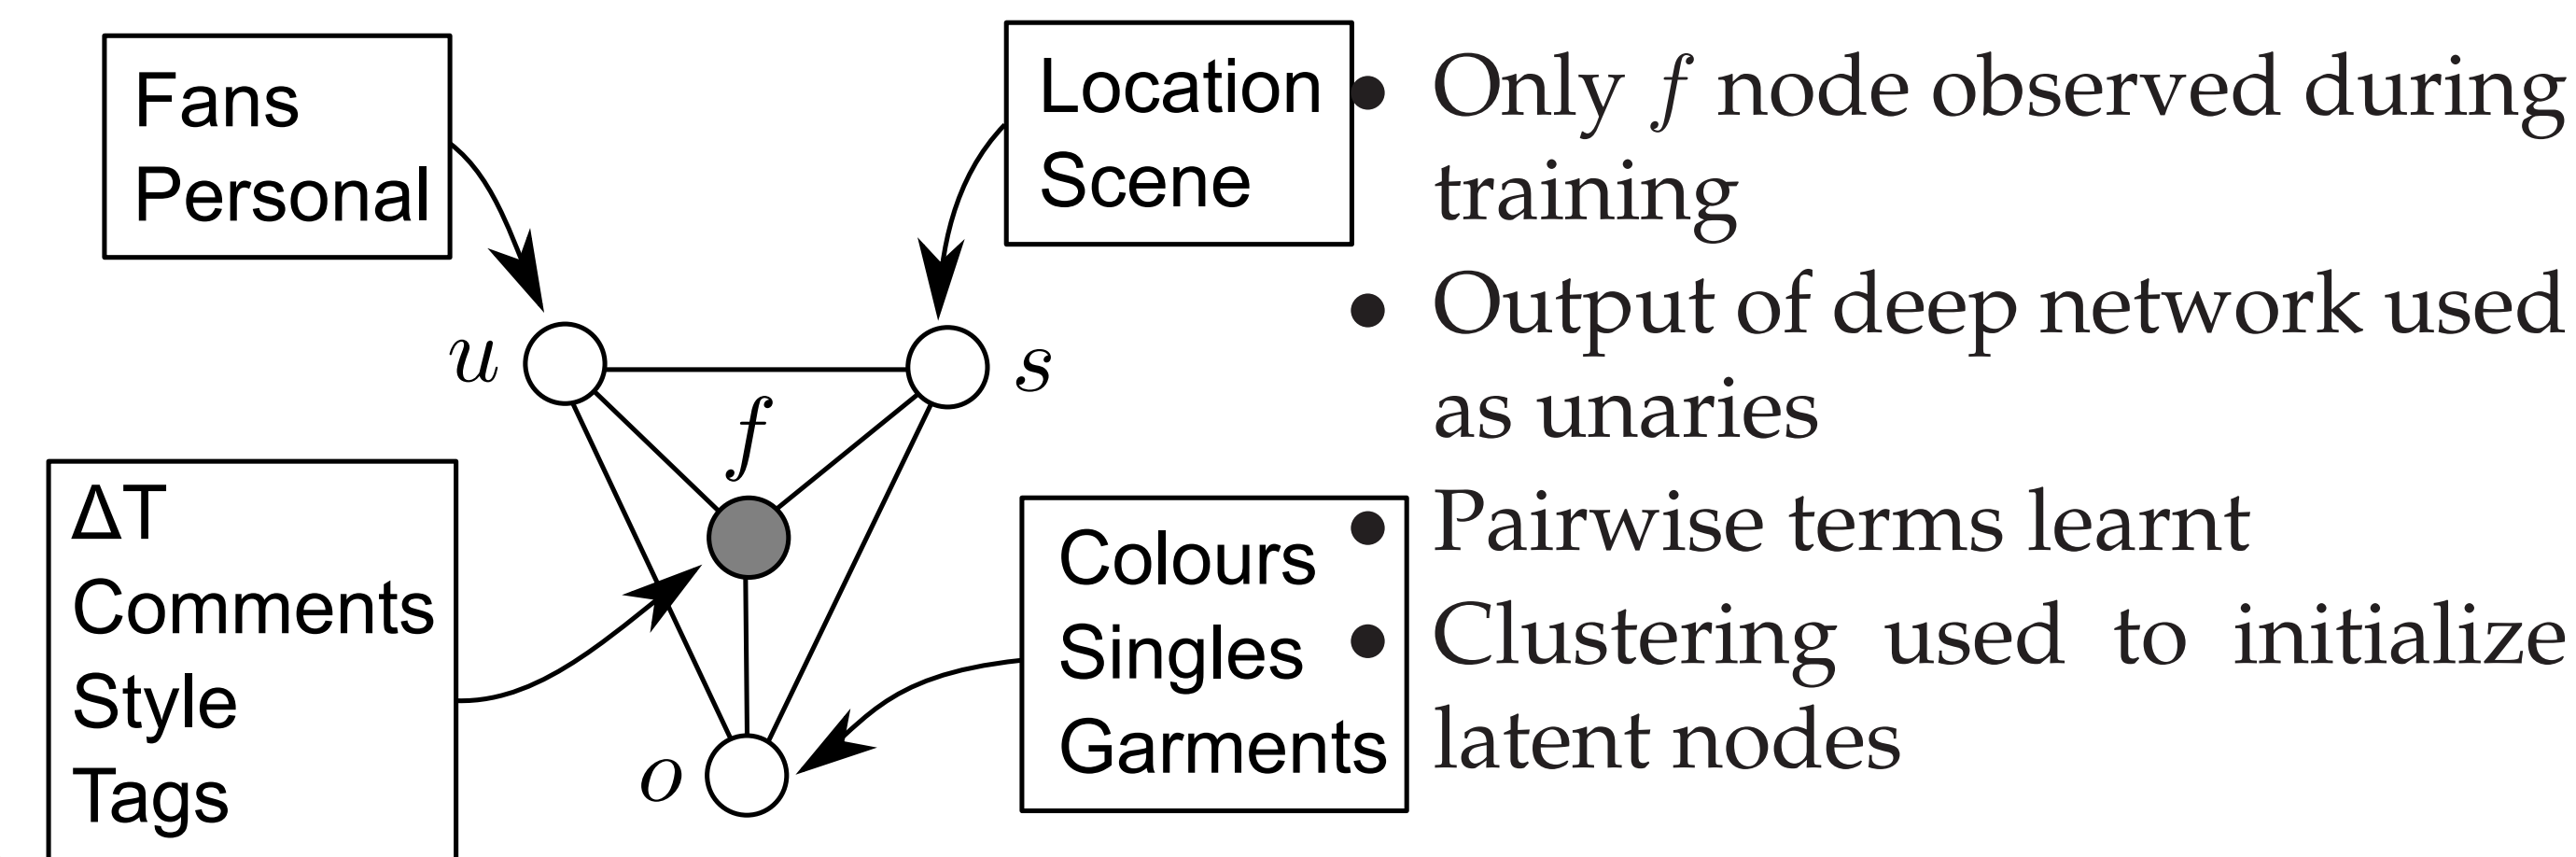 Fans
Personal
Location
Scene
u
s
f
ΔT
Comments
Style
Tags
Colours
Singles
Garments
o
• Only f node observed during
training
• Output of deep network used
as unaries
• Pairwise terms learnt
• Clustering used to initialize
latent nodes